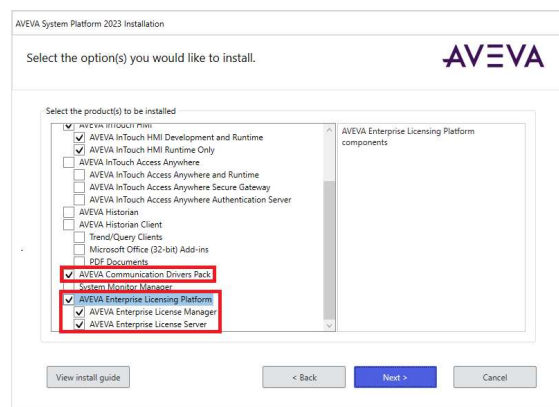 AVEVA System Platform 2023 Installation
Select the option(s) you would like to install.
AVEVA
Select the product(s) to be installed
AVEVA InTouch HMI
AVEVA InTouch HMI Development and Runtime
AVEVA InTouch HMI Runtime Only
AVEVA InTouch Access Anywhere
AVEVA InTouch Access Anywhere and Runtime
AVEVA InTouch Access Anywhere Secure Gateway
AVEVA InTouch Access Anywhere Authentication Server
AVEVA Historian
AVEVA Historian Client
Trend/Query Clients
Microsoft Office (32-bit) Add-ins
PDF Documents
AVEVA Communication Drivers Pack
System Monitor Manager
AVEVA Enterprise Licensing Platform
AVEVA Enterprise License Manager
AVEVA Enterprise License Server
AVEVA Enterprise Licensing Platform
components
View install guide
< Back
Next >
Cancel